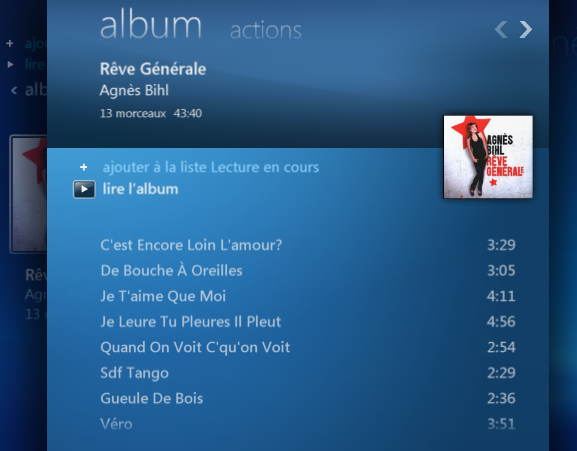 album actions
Rêve Générale
Agnès Bihl
13 morceaux 43:40
ajouter à la liste Lecture en cours
lire l'album
AGNÈS
BIHL
RÊVE
GÉNÉRALE
C'est Encore Loin L'amour? 3:29
De Bouche À Oreilles 3:05
Je T'aime Que Moi 4:11
Je Leure Tu Pleures Il Pleut 4:56
Quand On Voit C'qu'on Voit 2:54
Sdf Tango 2:29
Gueule De Bois 2:36
Véro 3:51
ajou
lire
alb
Rêv
Agn
13